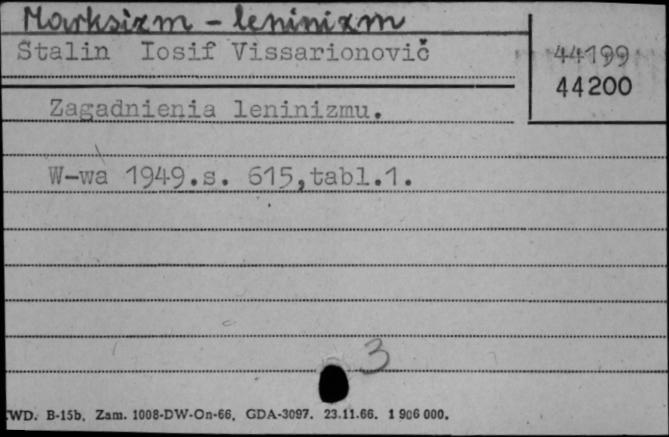 Marksizm - leninizm
Stalin Iosif Vissarionovič
44199
44200
Zagadnienia leninizmu.
W-wa 1949.s. 615,tabl.1.
3
WD. B-15b. Zam. 1008-DW-On-66. GDA-3097. 23.11.66. 1 906 000.